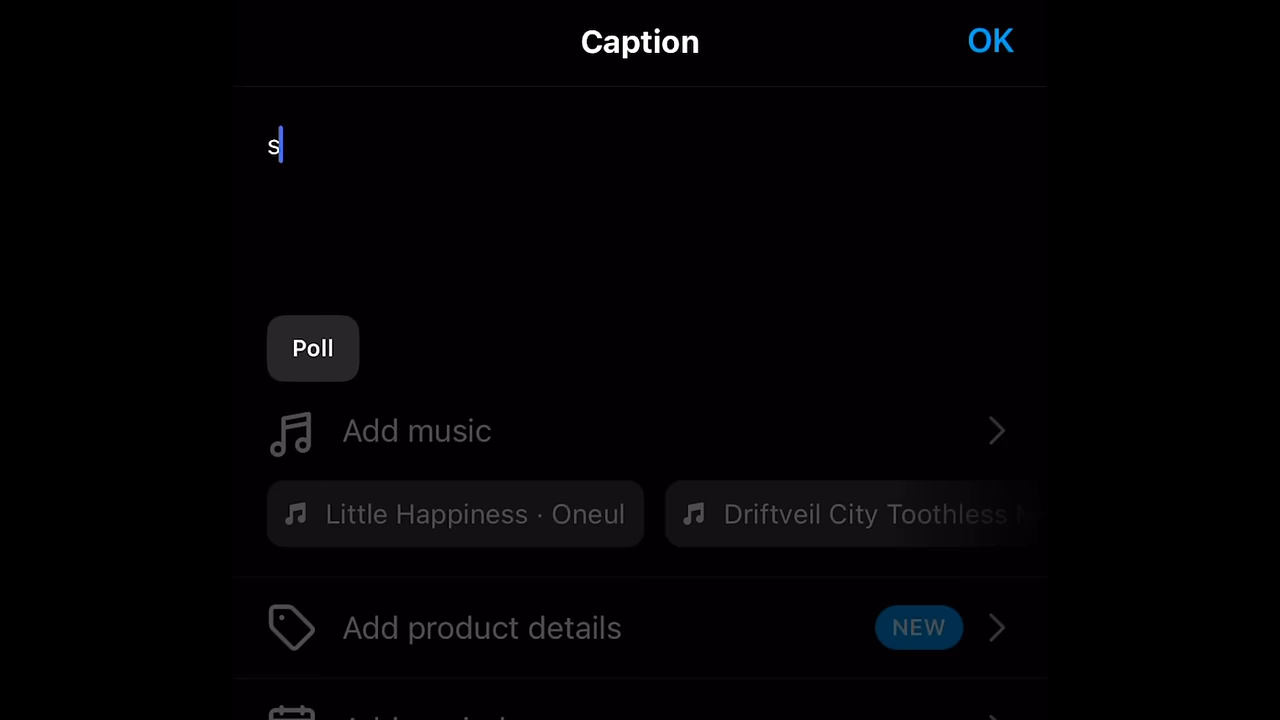 Caption
OK
s
Poll
Add music
Little Happiness · Oneul
Driftveil City Toothless
Add product details
NEW